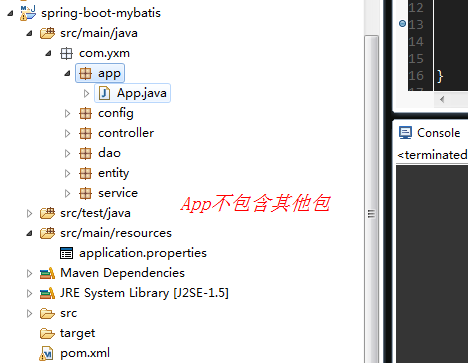 spring-boot-mybatis
src/main/java
com.yxm
app
App.java
config
controller
dao
entity
service
src/test/java
src/main/resources
application.properties
Maven Dependencies
JRE System Library [J2SE-1.5]
src
target
pom.xml
App不包含其他包
12
13
14
15
16 }
17
Console
<terminated